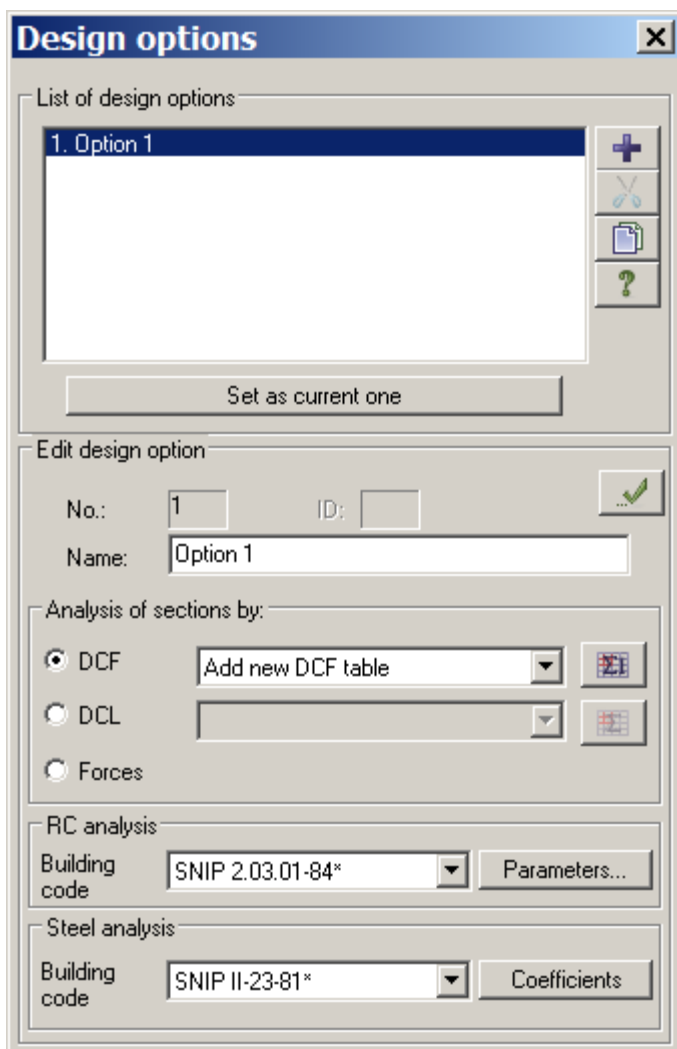 Design options
List of design options
1. Option 1
Set as current one
Edit design option
No.: 1 ID:
Name: Option 1
Analysis of sections by:
DCF Add new DCF table
DCL
Forces
RC analysis
Building code SNIP 2.03.01-84* Parameters...
Steel analysis
Building code SNIP II-23-81* Coefficients